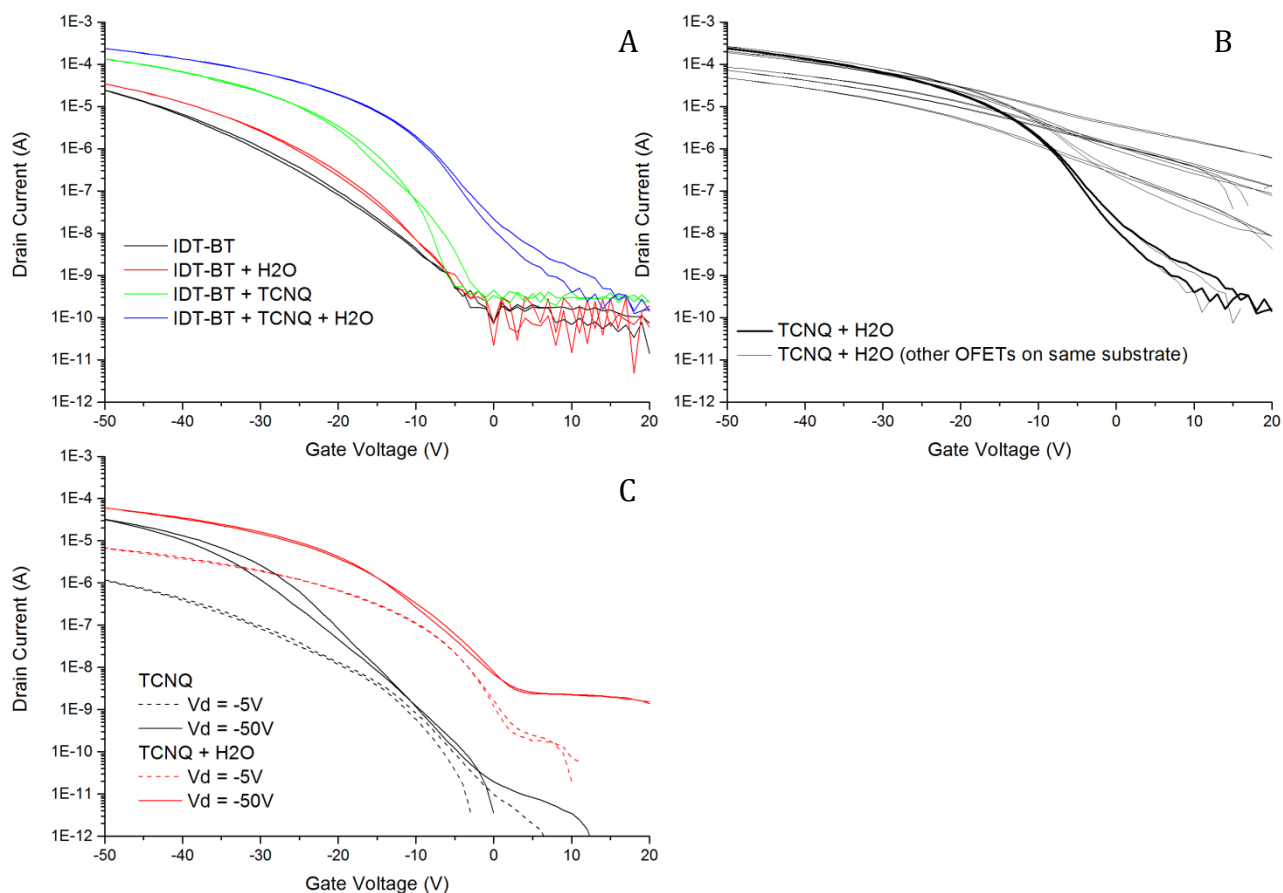 A
1E-3
1E-4
1E-5
1E-6
1E-7
1E-8
1E-9
1E-10
1E-11
1E-12
Drain Current (A)
IDT-BT
IDT-BT + H2O
IDT-BT + TCNQ
IDT-BT + TCNQ + H2O
-50 -40 -30 -20 -10 0 10 20
Gate Voltage (V)
B
1E-3
1E-4
1E-5
1E-6
1E-7
1E-8
1E-9
1E-10
1E-11
1E-12
Drain Current (A)
TCNQ + H2O
TCNQ + H2O (other OFETs on same substrate)
-50 -40 -30 -20 -10 0 10 20
Gate Voltage (V)
C
1E-3
1E-4
1E-5
1E-6
1E-7
1E-8
1E-9
1E-10
1E-11
1E-12
Drain Current (A)
TCNQ
Vd = -5V
Vd = -50V
TCNQ + H2O
Vd = -5V
Vd = -50V
-50 -40 -30 -20 -10 0 10 20
Gate Voltage (V)